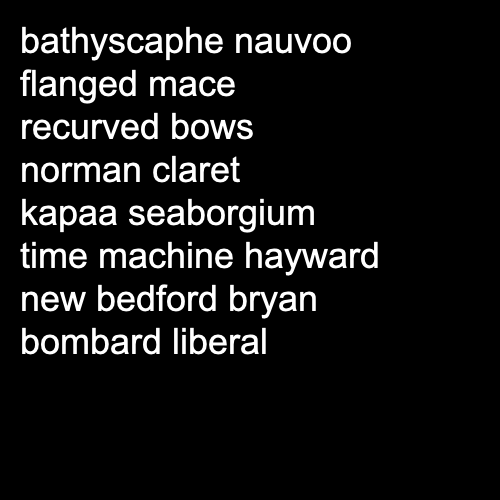 bathyscaphe nauvoo
flanged mace
recurved bows
norman claret
kapaa seaborgium
time machine hayward
new bedford bryan
bombard liberal